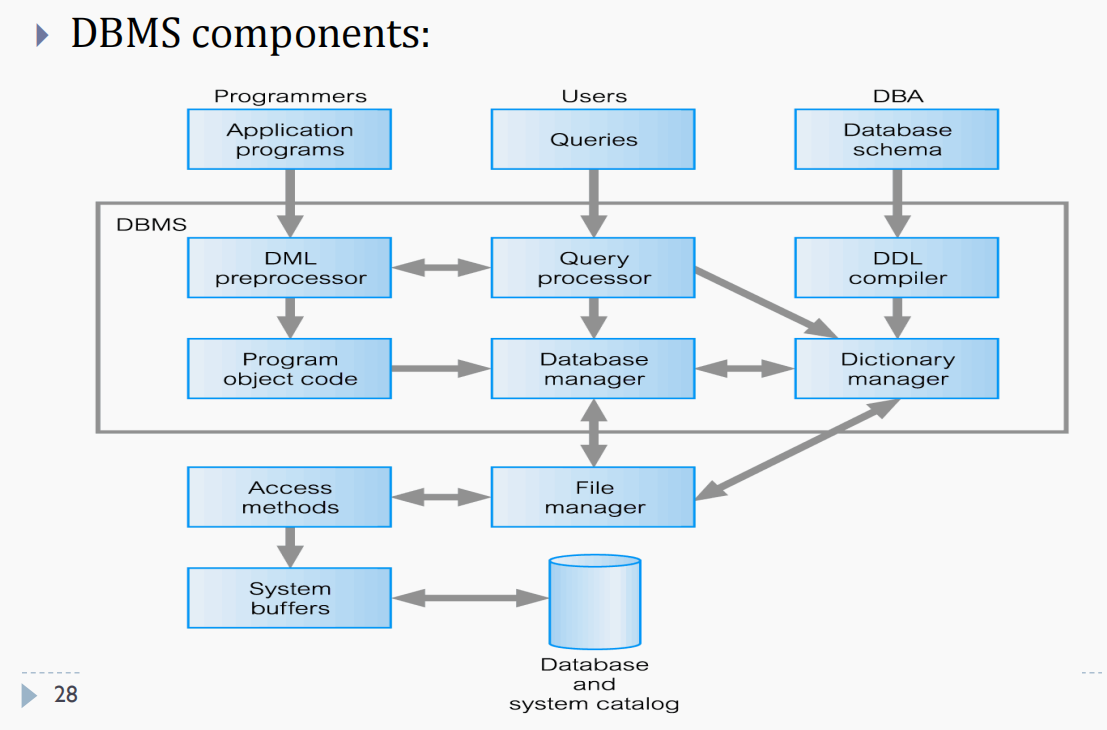 DBMS components:
Programmers
Users
DBA
Application
programs
Queries
Database
schema
DBMS
DML
preprocessor
Query
processor
DDL
compiler
Program
object code
Database
manager
Dictionary
manager
Access
methods
File
manager
System
buffers
Database
and
system catalog
28